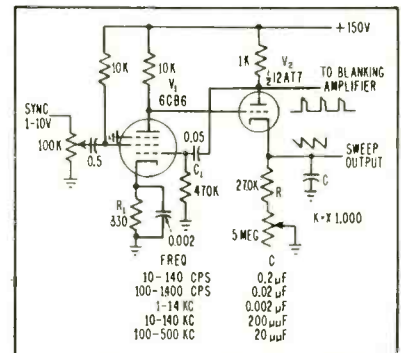 +150V
10K
10K
1K
V₁
6CB6
V₂
½12AT7
TO BLANKING
AMPLIFIER
SYNC
1-10V
100K
0.5
0.05
C₁
470K
SWEEP
OUTPUT
C
270K
R
R₁
330
0.002
5 MEG
K=X 1,000
FREQ C
10-140 CPS 0.2µF
100-1,400 CPS 0.02µF
1-14 KC 0.002µF
10-140 KC 200µµF
100-500 KC 20µµF